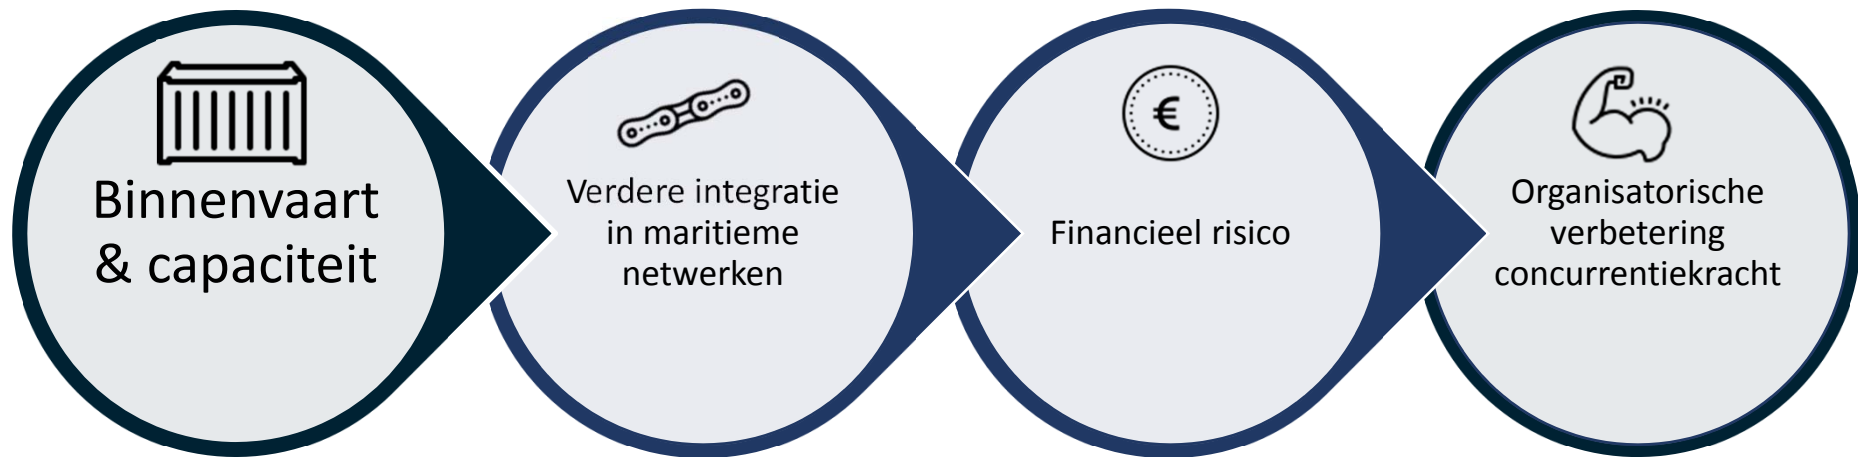 Binnenvaart
& capaciteit
Verdere integratie
in maritieme
netwerken
€
Financieel risico
Organisatorische
verbetering
concurrentiekracht